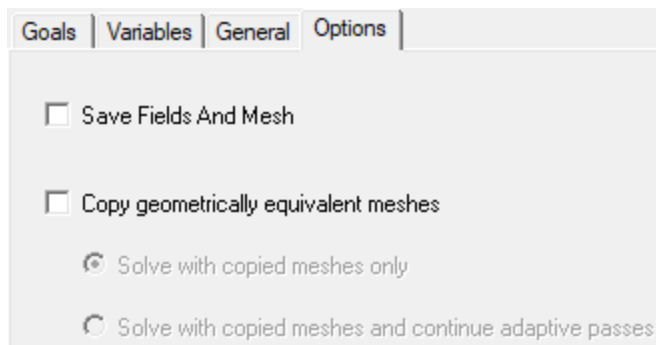 Goals Variables General Options
Save Fields And Mesh
Copy geometrically equivalent meshes
Solve with copied meshes only
Solve with copied meshes and continue adaptive passes